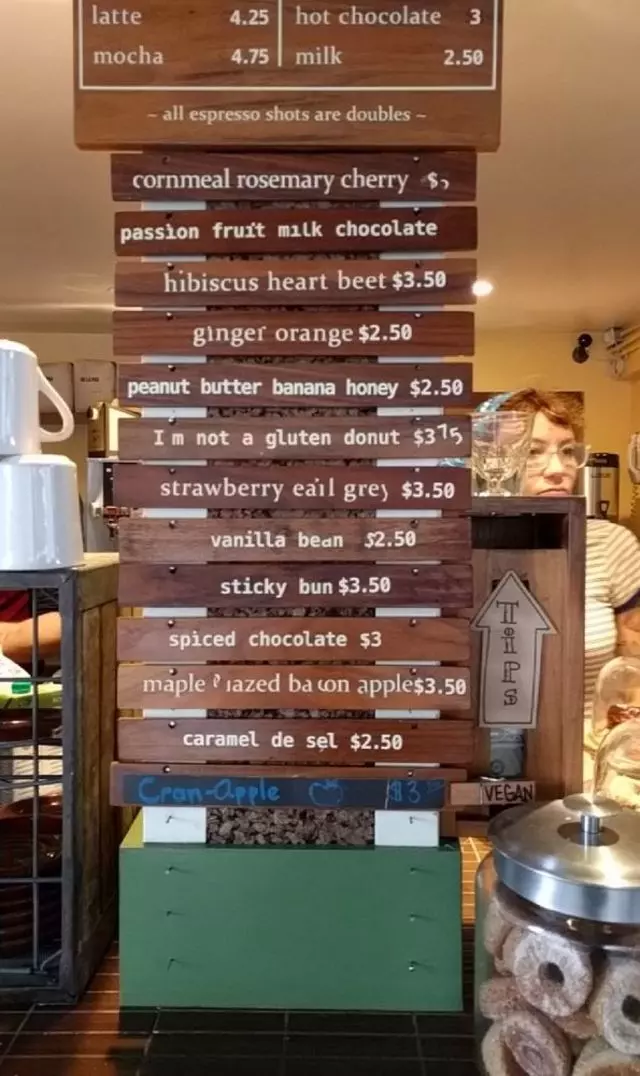 latte 4.25
hot chocolate 3
mocha 4.75
milk 2.50
~ all espresso shots are doubles ~
cornmeal rosemary cherry
passion fruit milk chocolate
hibiscus heart beet $3.50
ginger orange $2.50
peanut butter banana honey $2.50
I m not a gluten donut $3.75
strawberry earl grey $3.50
vanilla bean $2.50
sticky bun $3.50
spiced chocolate $3
maple glazed bacon apple $3.50
caramel de sel $2.50
Cran-Apple $3
VEGAN
TiPS